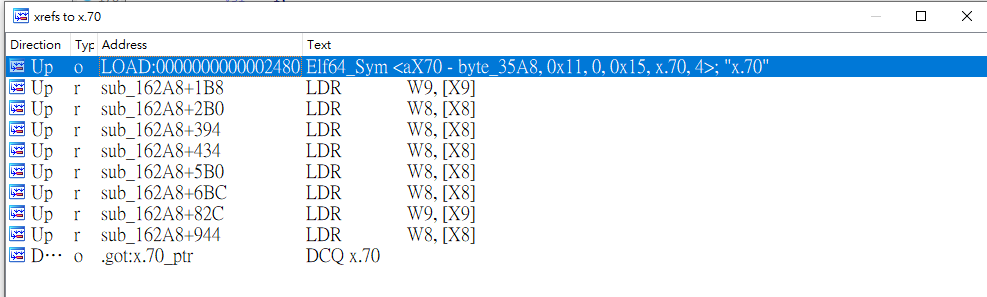 xrefs to x.70
Direction Typ Address Text
Up o LOAD:0000000000002480 Elf64_Sym <aX70 - byte_35A8, 0x11, 0, 0x15, x.70, 4>; "x.70"
Up r sub_162A8+1B8 LDR W9, [X9]
Up r sub_162A8+2B0 LDR W8, [X8]
Up r sub_162A8+394 LDR W8, [X8]
Up r sub_162A8+434 LDR W8, [X8]
Up r sub_162A8+5B0 LDR W8, [X8]
Up r sub_162A8+6BC LDR W8, [X8]
Up r sub_162A8+82C LDR W9, [X9]
Up r sub_162A8+944 LDR W8, [X8]
D⋯ o .got:x.70_ptr DCQ x.70